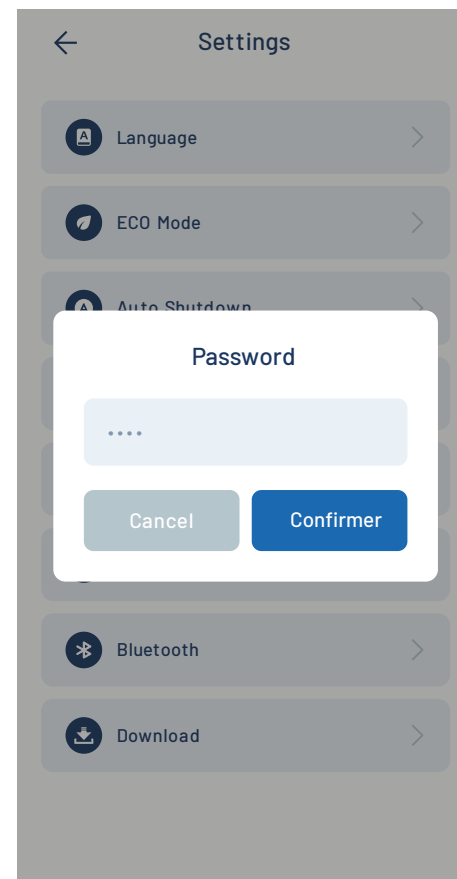 Settings
Language
ECO Mode
Auto Shutdown
Password
••••
Cancel
Confirmer
Bluetooth
Download